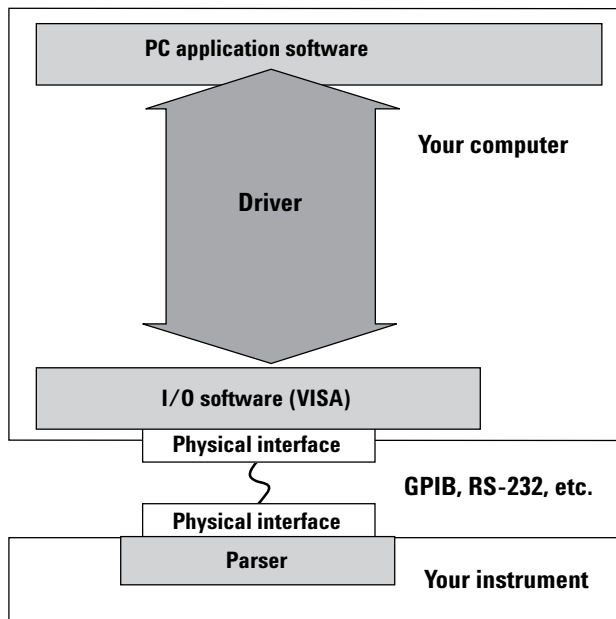 PC application software
Your computer
Driver
I/O software (VISA)
Physical interface
GPIB, RS-232, etc.
Physical interface
Parser
Your instrument